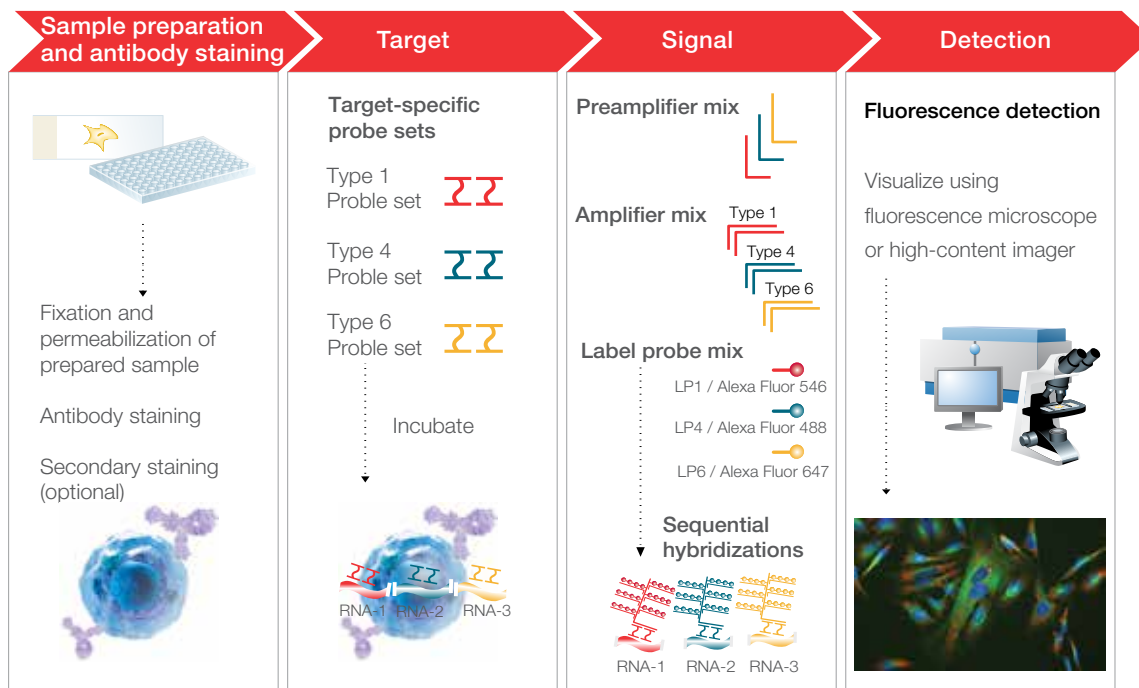 Sample preparation
and antibody staining
Target
Signal
Detection
Fixation and
permeabilization of
prepared sample
Antibody staining
Secondary staining
(optional)
Target-specific
probe sets
Type 1
Proble set
Type 4
Proble set
Type 6
Proble set
Incubate
RNA-1
RNA-2
RNA-3
Preamplifier mix
Amplifier mix
Type 1
Type 4
Type 6
Label probe mix
LP1 / Alexa Fluor 546
LP4 / Alexa Fluor 488
LP6 / Alexa Fluor 647
Sequential
hybridizations
RNA-1
RNA-2
RNA-3
Fluorescence detection
Visualize using
fluorescence microscope
or high-content imager